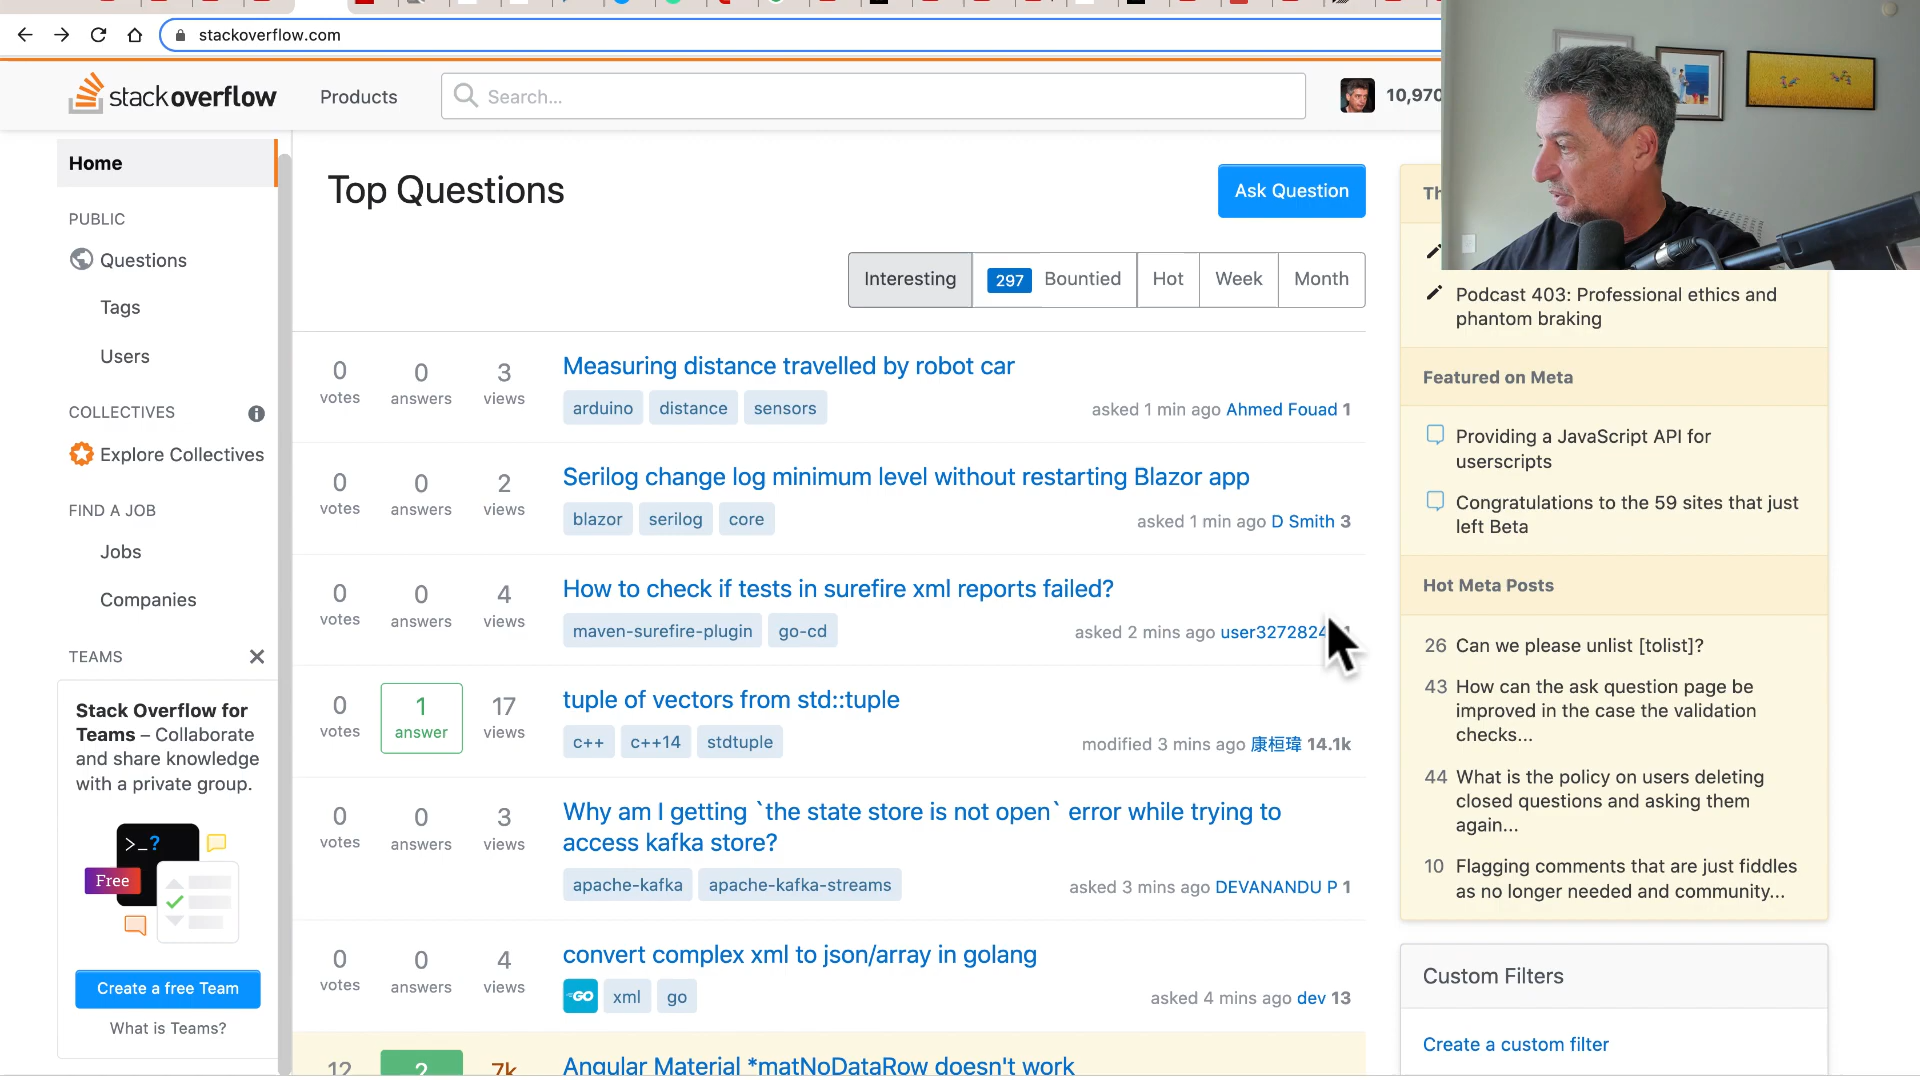 stackoverflow.com
stackoverflow
Products
Search...
10,970
Home
PUBLIC
Questions
Tags
Users
COLLECTIVES
Explore Collectives
FIND A JOB
Jobs
Companies
TEAMS
Stack Overflow for
Teams – Collaborate
and share knowledge
with a private group.
>_?
Free
Create a free Team
What is Teams?
Top Questions
Ask Question
Interesting
297 Bountied
Hot
Week
Month
0 votes
0 answers
3 views
Measuring distance travelled by robot car
arduino distance sensors
asked 1 min ago Ahmed Fouad 1
0 votes
0 answers
2 views
Serilog change log minimum level without restarting Blazor app
blazor serilog core
asked 1 min ago D Smith 3
0 votes
0 answers
4 views
How to check if tests in surefire xml reports failed?
maven-surefire-plugin go-cd
asked 2 mins ago user3272824
0 votes
1 answer
17 views
tuple of vectors from std::tuple
c++ c++14 stdtuple
modified 3 mins ago 康桓瑋 14.1k
0 votes
0 answers
3 views
Why am I getting `the state store is not open` error while trying to
access kafka store?
apache-kafka apache-kafka-streams
asked 3 mins ago DEVANANDU P 1
0 votes
0 answers
4 views
convert complex xml to json/array in golang
GO xml go
asked 4 mins ago dev 13
12
2
7k
Angular Material *matNoDataRow doesn't work
Th
Podcast 403: Professional ethics and
phantom braking
Featured on Meta
Providing a JavaScript API for
userscripts
Congratulations to the 59 sites that just
left Beta
Hot Meta Posts
26 Can we please unlist [tolist]?
43 How can the ask question page be
improved in the case the validation
checks...
44 What is the policy on users deleting
closed questions and asking them
again...
10 Flagging comments that are just fiddles
as no longer needed and community...
Custom Filters
Create a custom filter